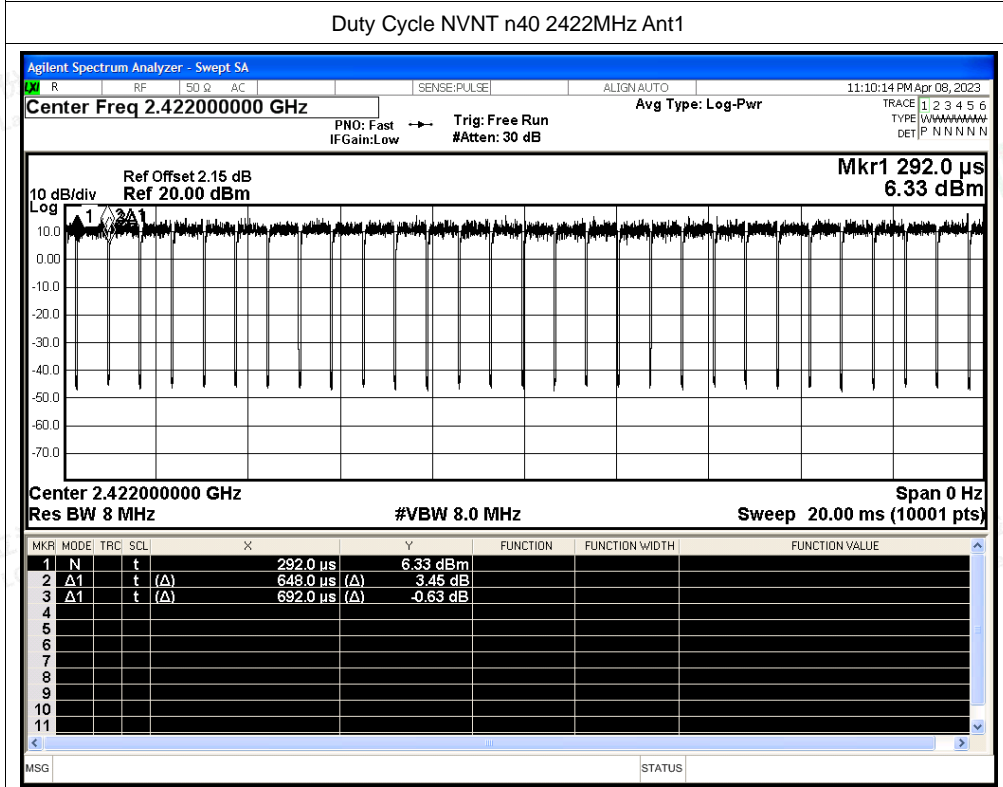 Duty Cycle NVNT n40 2422MHz Ant1
Agilent Spectrum Analyzer - Swept SA
LXI R RF 50 Ω AC SENSE:PULSE ALIGN AUTO 11:10:14 PM Apr 08, 2023
Center Freq 2.422000000 GHz Avg Type: Log-Pwr TRACE 1 2 3 4 5 6
PNO: Fast Trig: Free Run TYPE W
IFGain:Low #Atten: 30 dB DET P N N N N N
Mkr1 292.0 µs
Ref Offset 2.15 dB
10 dB/div Ref 20.00 dBm 6.33 dBm
Log
1 3Δ1
10.0
0.00
-10.0
-20.0
-30.0
-40.0
-50.0
-60.0
-70.0
Center 2.422000000 GHz Span 0 Hz
Res BW 8 MHz #VBW 8.0 MHz Sweep 20.00 ms (10001 pts)
MKR MODE TRC SCL X Y FUNCTION FUNCTION WIDTH FUNCTION VALUE
1 N t 292.0 µs 6.33 dBm
2 Δ1 t (Δ) 648.0 µs (Δ) 3.45 dB
3 Δ1 t (Δ) 692.0 µs (Δ) -0.63 dB
4
5
6
7
8
9
10
11
MSG STATUS